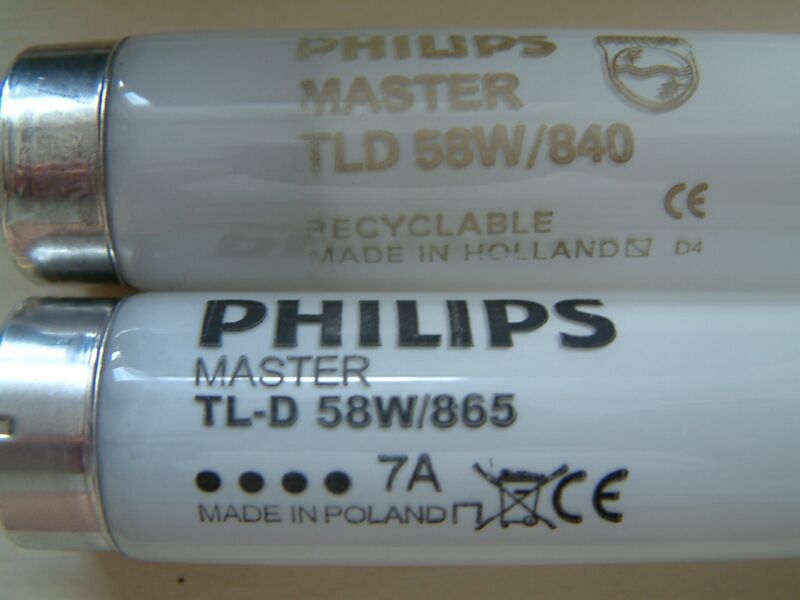 PHILIPS
MASTER
TLD 58W/840
CE
RECYCLABLE
MADE IN HOLLAND D4
PHILIPS
MASTER
TL-D 58W/865
●●●● 7A
MADE IN POLAND CE